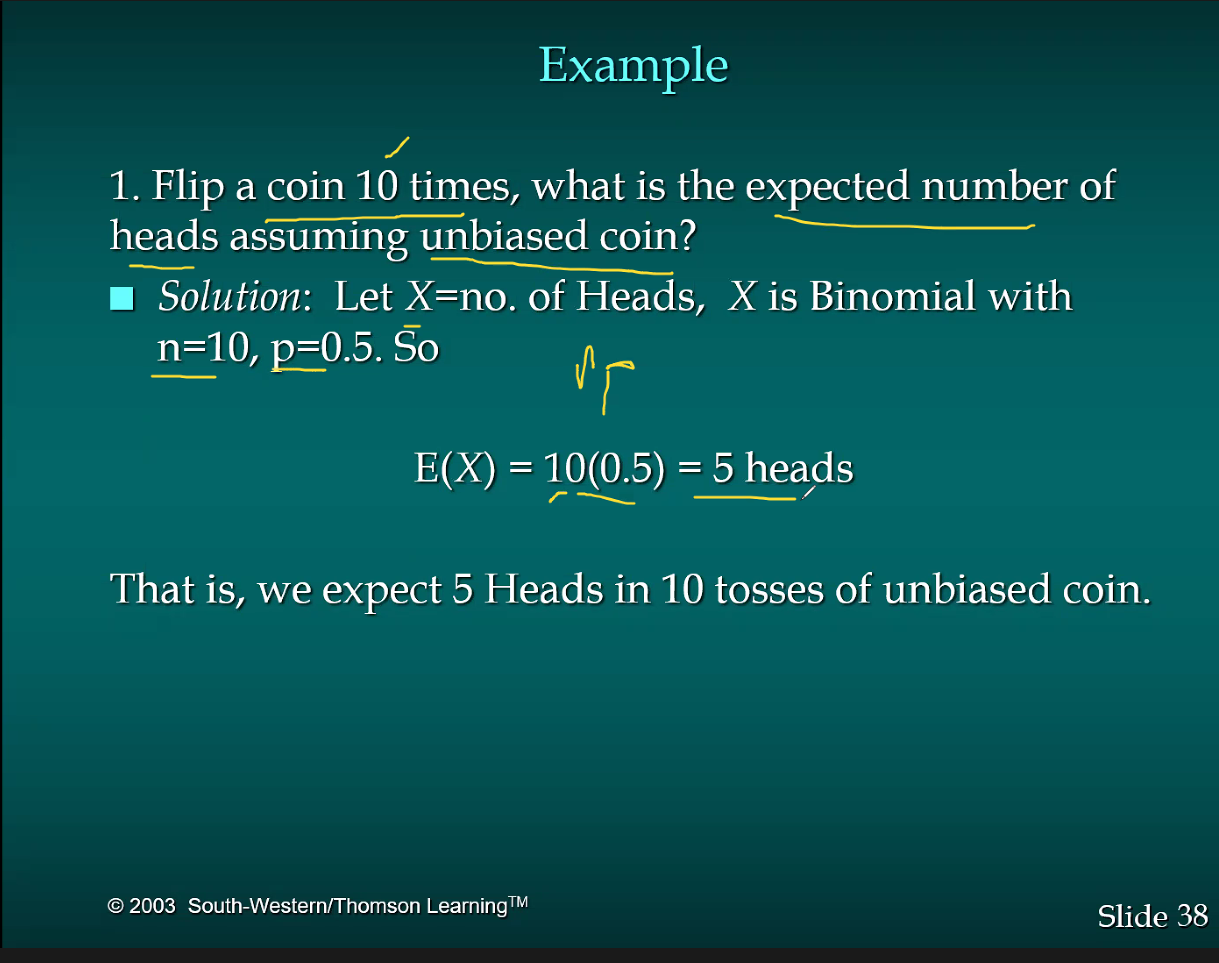 Example
1. Flip a coin 10 times, what is the expected number of
heads assuming unbiased coin?
Solution: Let X=no. of Heads, X is Binomial with
n=10, p=0.5. So
np
E(X) = 10(0.5) = 5 heads
That is, we expect 5 Heads in 10 tosses of unbiased coin.
© 2003 South-Western/Thomson Learning™
Slide 38